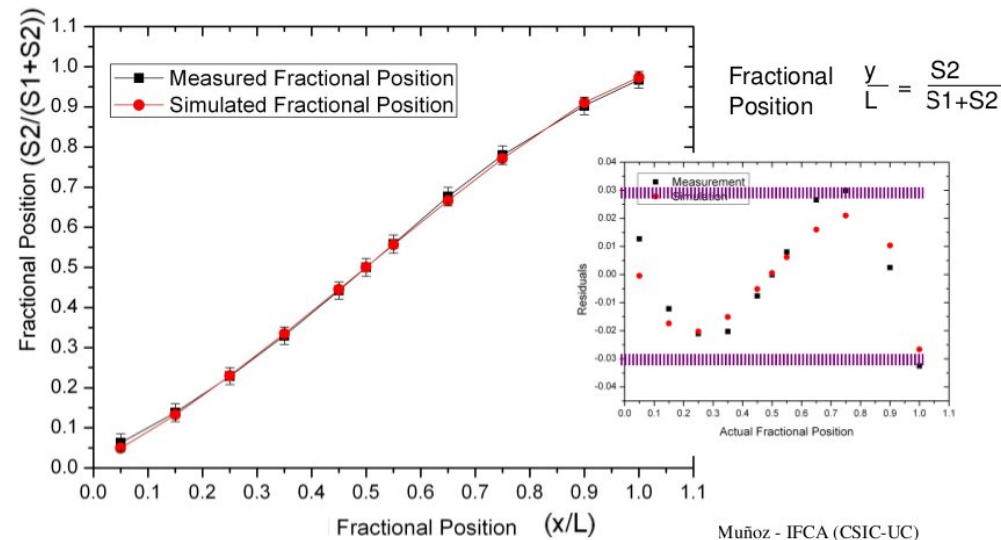 Fractional Position (S2/(S1+S2))
1.1
1.0
0.9
0.8
0.7
0.6
0.5
0.4
0.3
0.2
0.1
0.0
Measured Fractional Position
Simulated Fractional Position
0.0 0.1 0.2 0.3 0.4 0.5 0.6 0.7 0.8 0.9 1.0 1.1
Fractional Position (x/L)
Fractional Position y/L = S2/S1+S2
Residuals
0.04
0.03
0.02
0.01
0.00
-0.01
-0.02
-0.03
-0.04
Measurement
Simulation
0.0 0.1 0.2 0.3 0.4 0.5 0.6 0.7 0.8 0.9 1.0 1.1
Actual Fractional Position
Muñoz - IFCA (CSIC-UC)